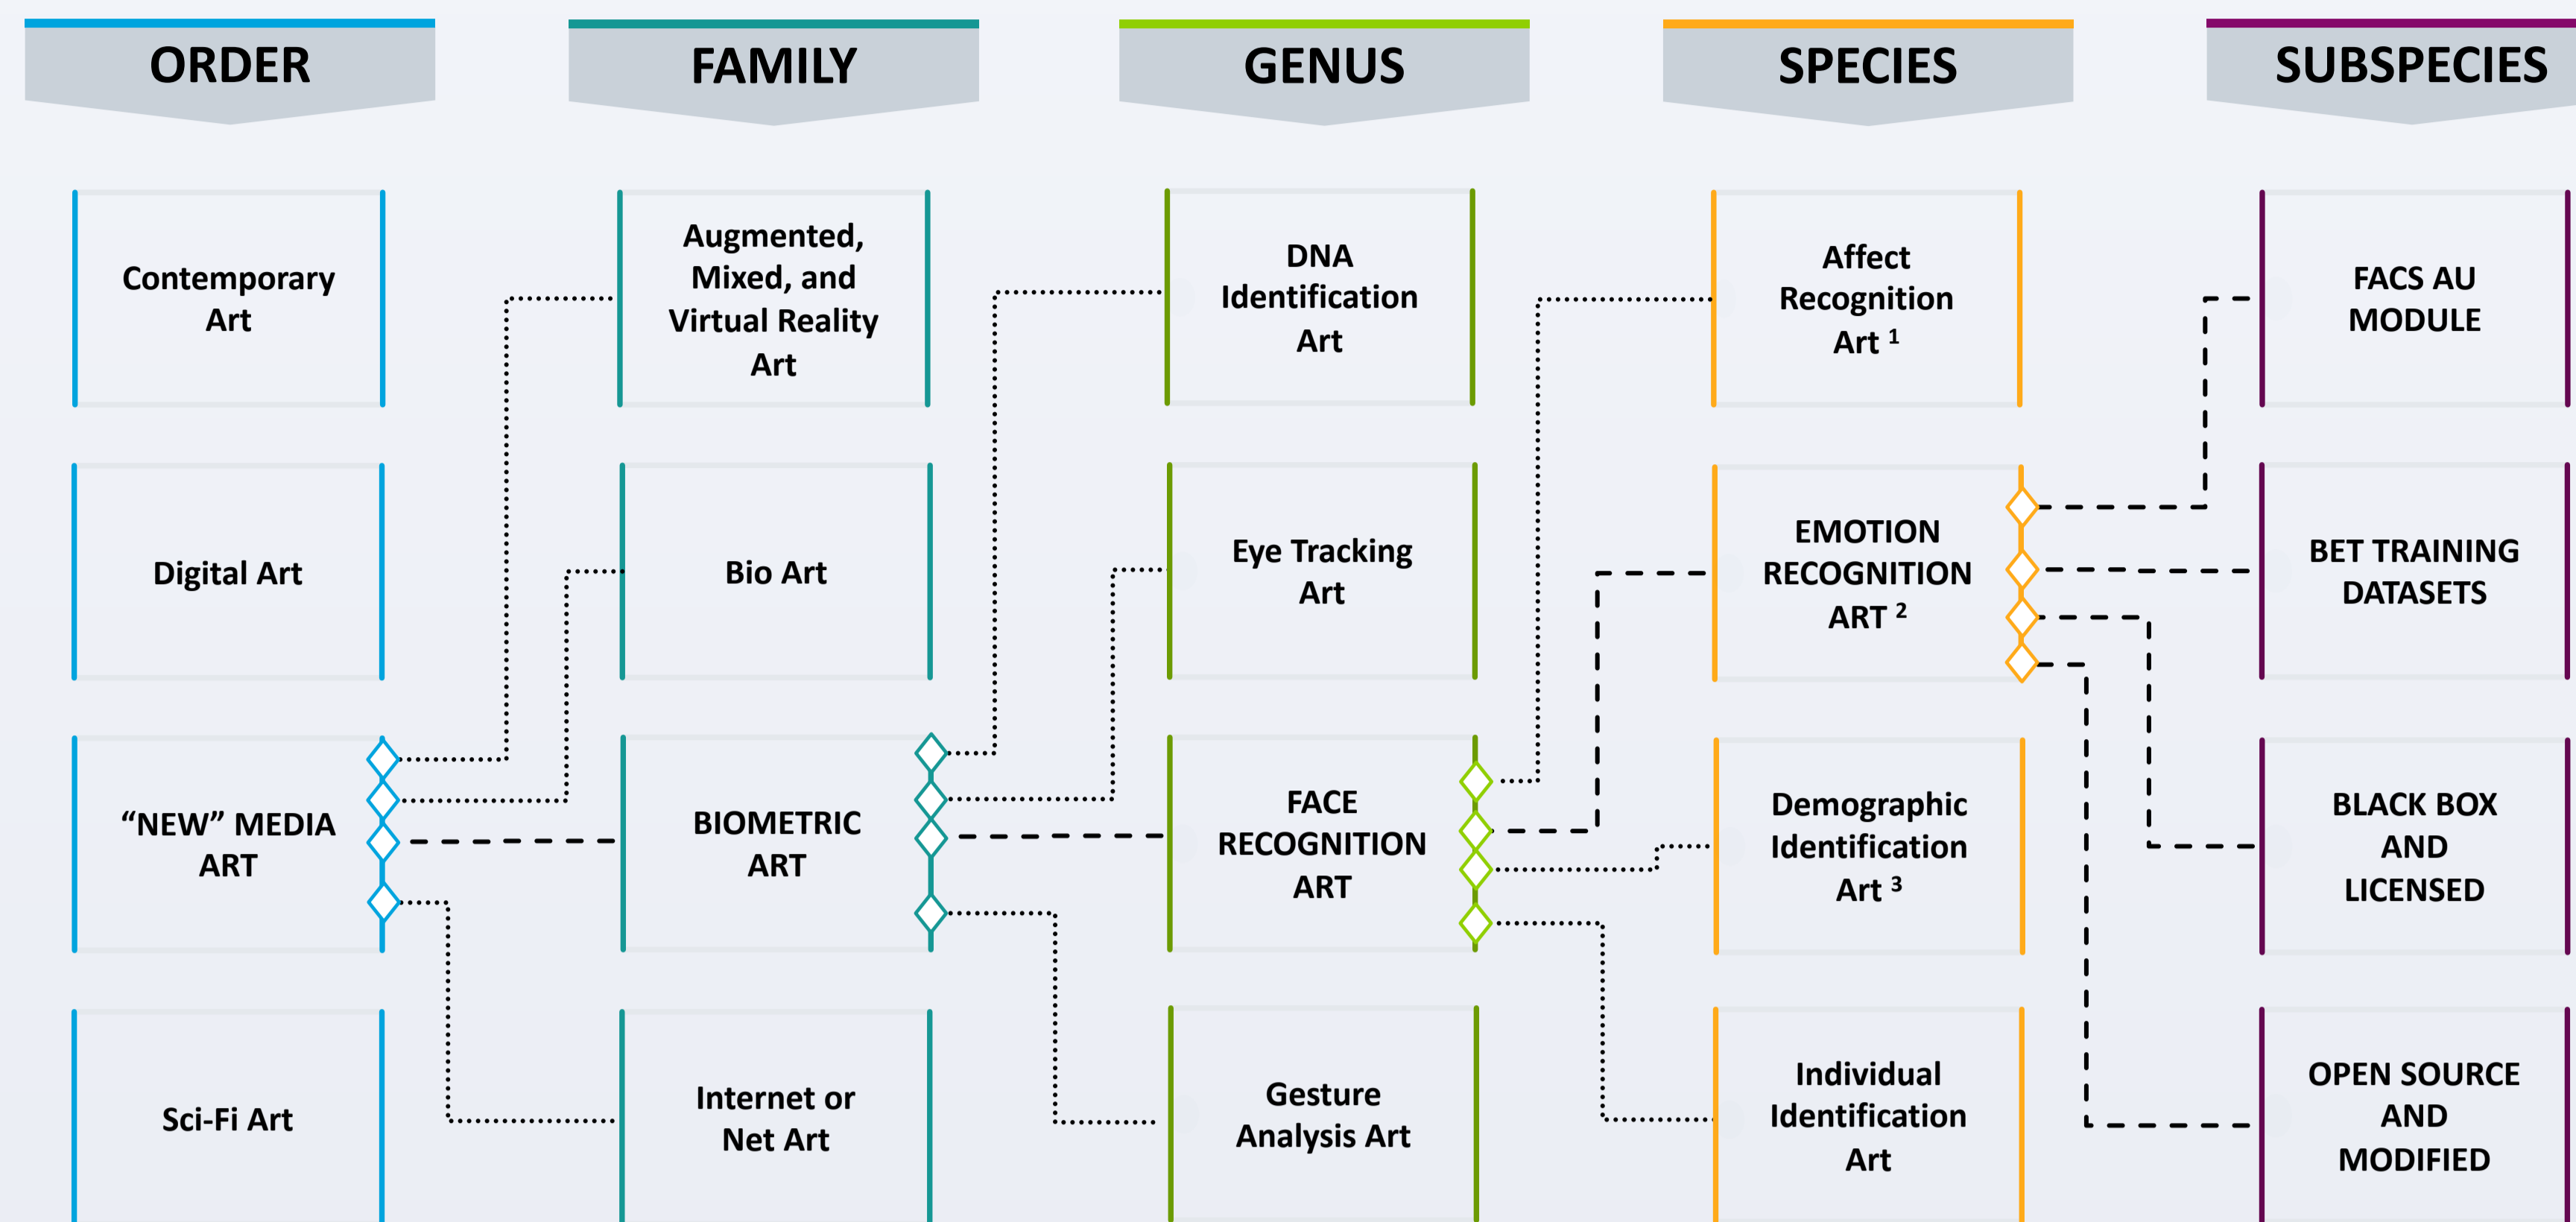 ORDER
FAMILY
GENUS
SPECIES
SUBSPECIES
Contemporary
Art
Augmented,
Mixed, and
Virtual Reality
Art
DNA
Identification
Art
Affect
Recognition
Art 1
FACS AU
MODULE
Digital Art
Bio Art
Eye Tracking
Art
EMOTION
RECOGNITION
ART 2
BET TRAINING
DATASETS
“NEW” MEDIA
ART
BIOMETRIC
ART
FACE
RECOGNITION
ART
Demographic
Identification
Art 3
BLACK BOX
AND
LICENSED
Sci-Fi Art
Internet or
Net Art
Gesture
Analysis Art
Individual
Identification
Art
OPEN SOURCE
AND
MODIFIED